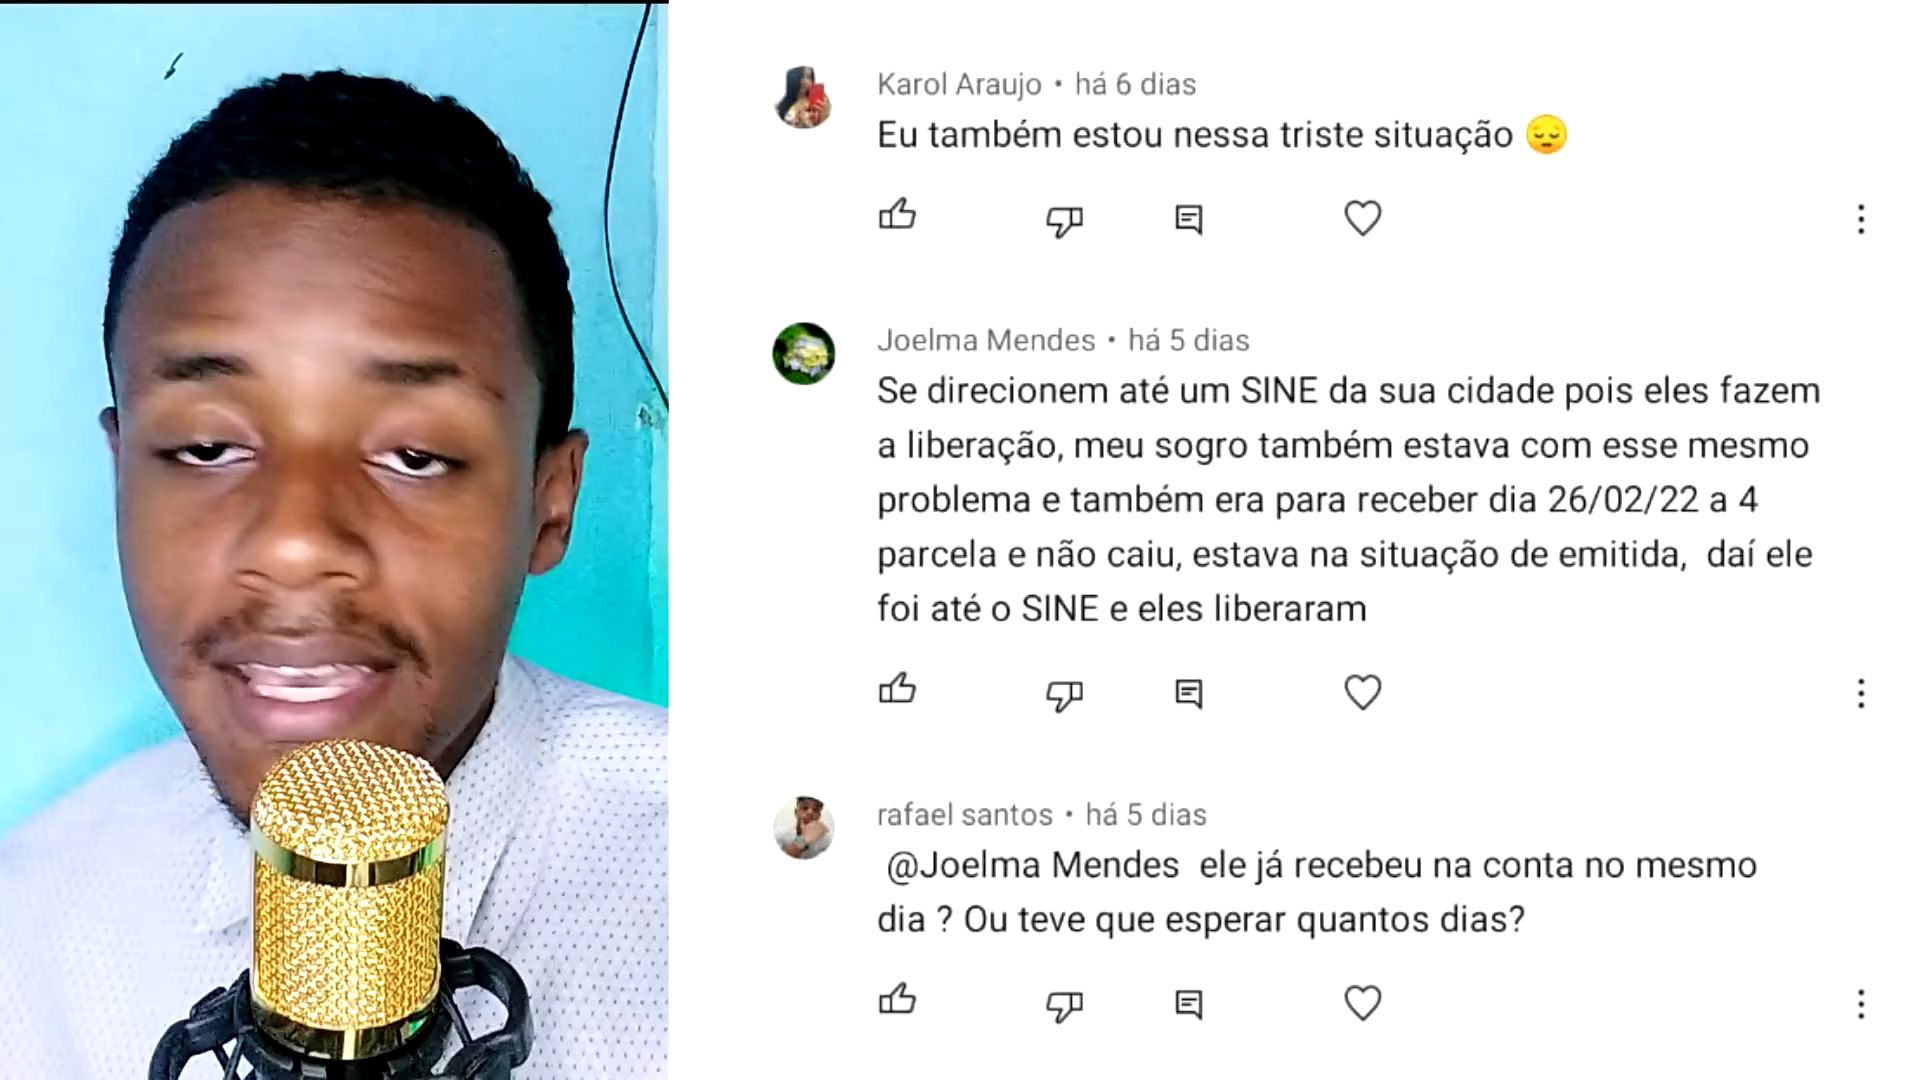 Karol Araujo • há 6 dias
Eu também estou nessa triste situação 😔
Joelma Mendes • há 5 dias
Se direcionem até um SINE da sua cidade pois eles fazem
a liberação, meu sogro também estava com esse mesmo
problema e também era para receber dia 26/02/22 a 4
parcela e não caiu, estava na situação de emitida,  daí ele
foi até o SINE e eles liberaram
rafael santos • há 5 dias
@Joelma Mendes  ele já recebeu na conta no mesmo
dia ? Ou teve que esperar quantos dias?